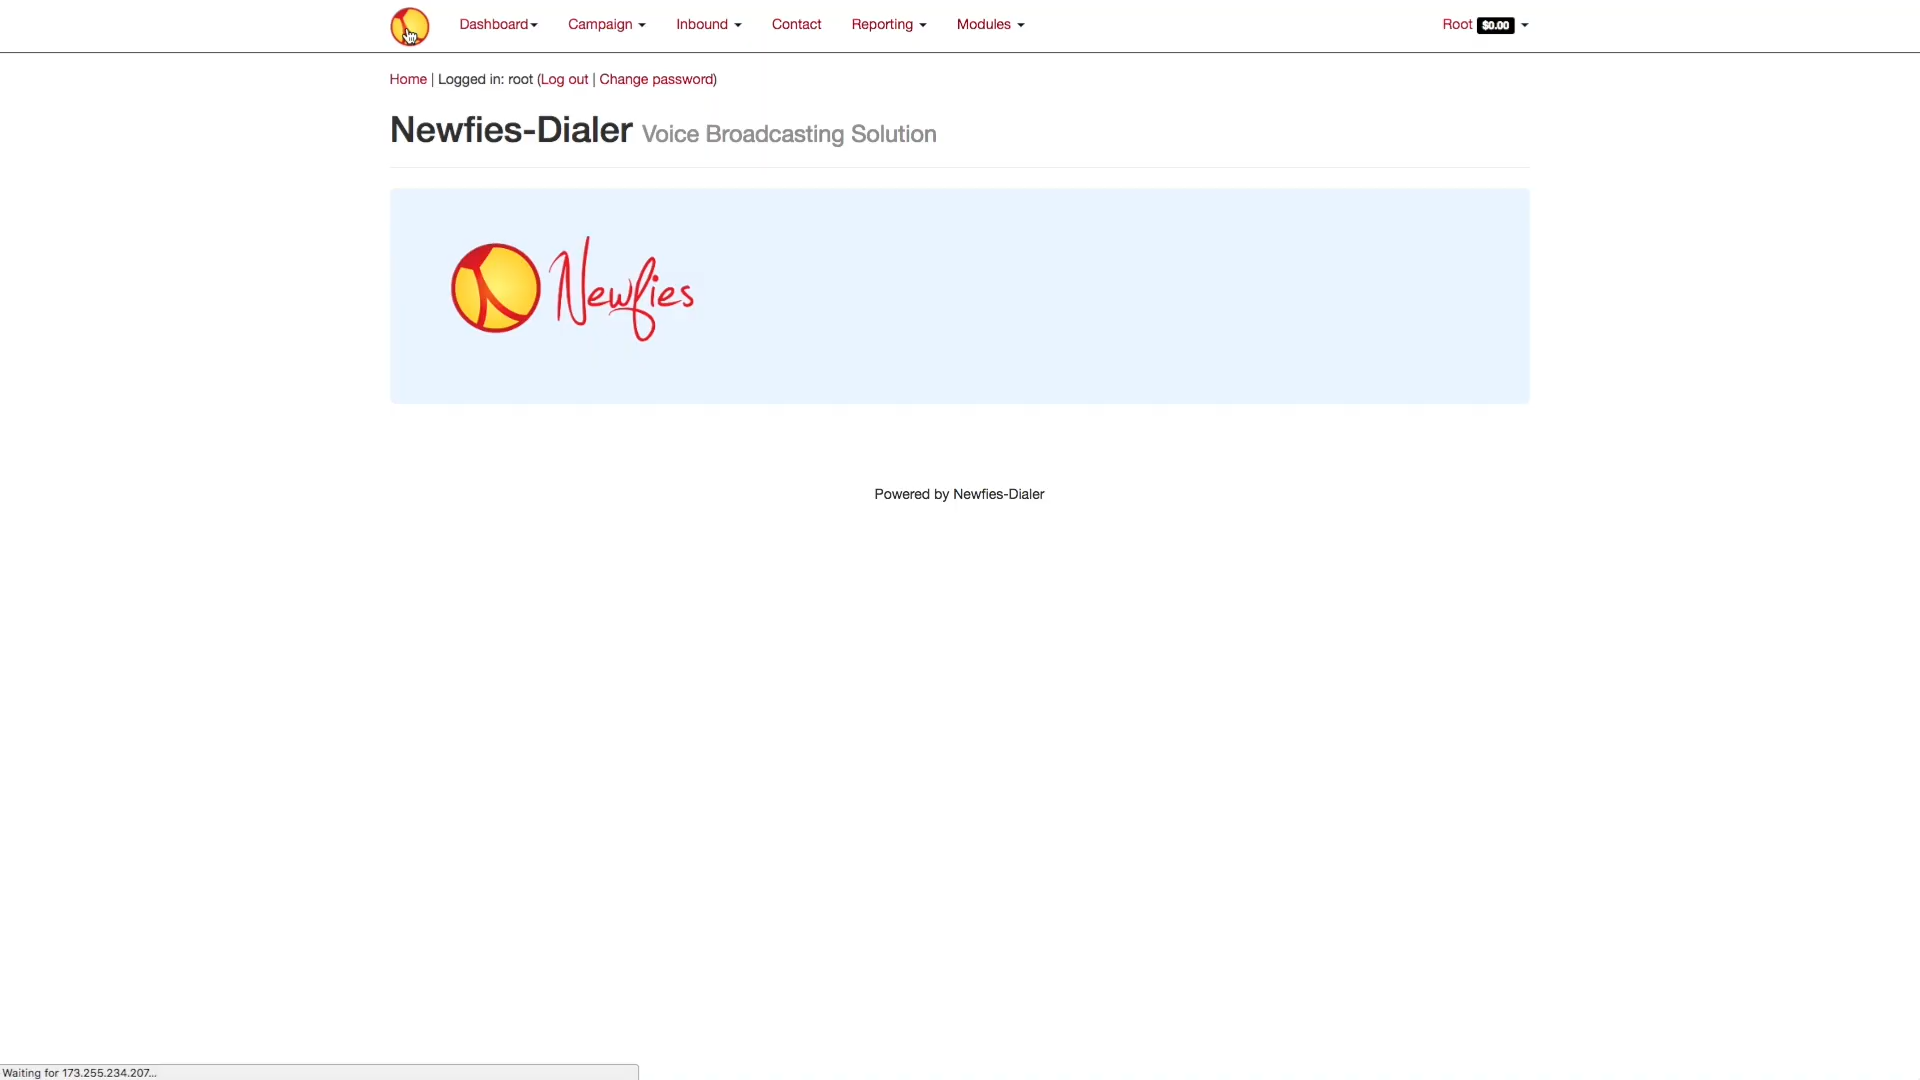 Dashboard Campaign Inbound Contact Reporting Modules Root $0.00
Home | Logged in: root (Log out | Change password)
Newfies-Dialer Voice Broadcasting Solution
Newfies
Powered by Newfies-Dialer
Waiting for 173.255.234.207...